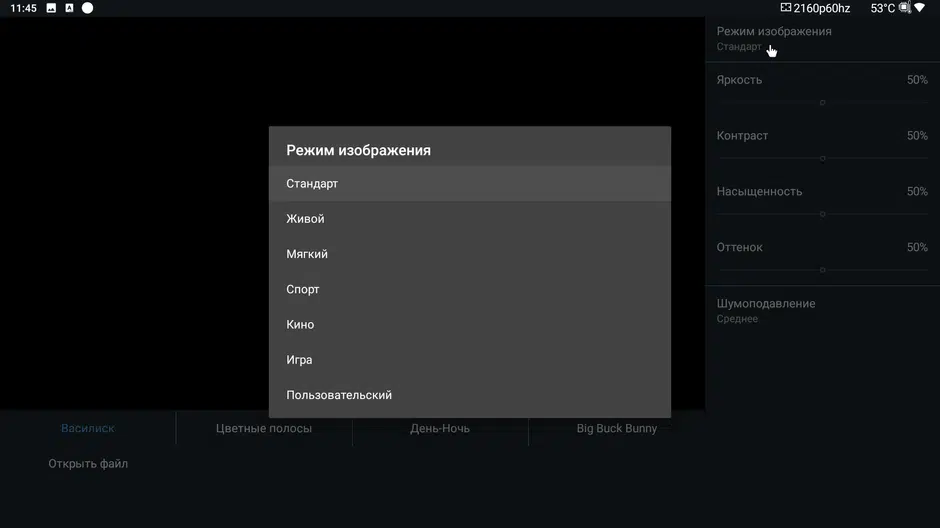 11:45 A 2160p60hz 53°C
Режим изображения
Стандарт
Яркость 50%
Контраст 50%
Насыщенность 50%
Оттенок 50%
Шумоподавление
Среднее
Режим изображения
Стандарт
Живой
Мягкий
Спорт
Кино
Игра
Пользовательский
Василиск Цветные полосы День-Ночь Big Buck Bunny
Открыть файл